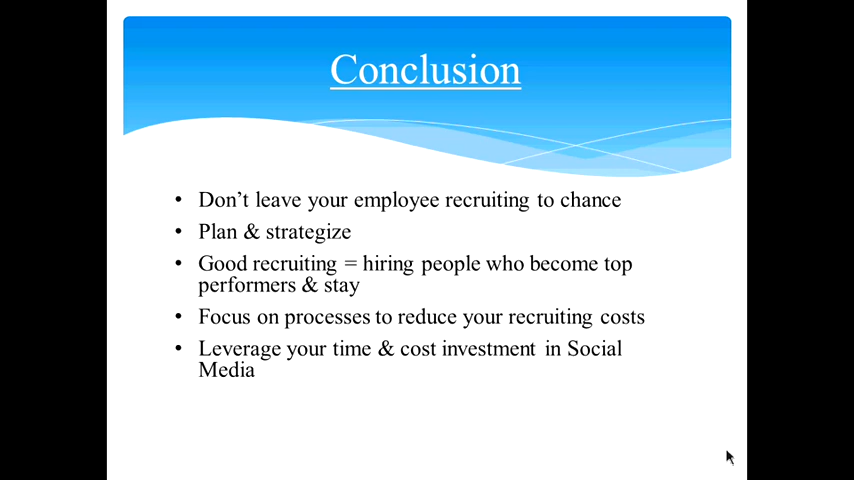 Conclusion
• Don’t leave your employee recruiting to chance
• Plan & strategize
• Good recruiting = hiring people who become top
performers & stay
• Focus on processes to reduce your recruiting costs
• Leverage your time & cost investment in Social
Media